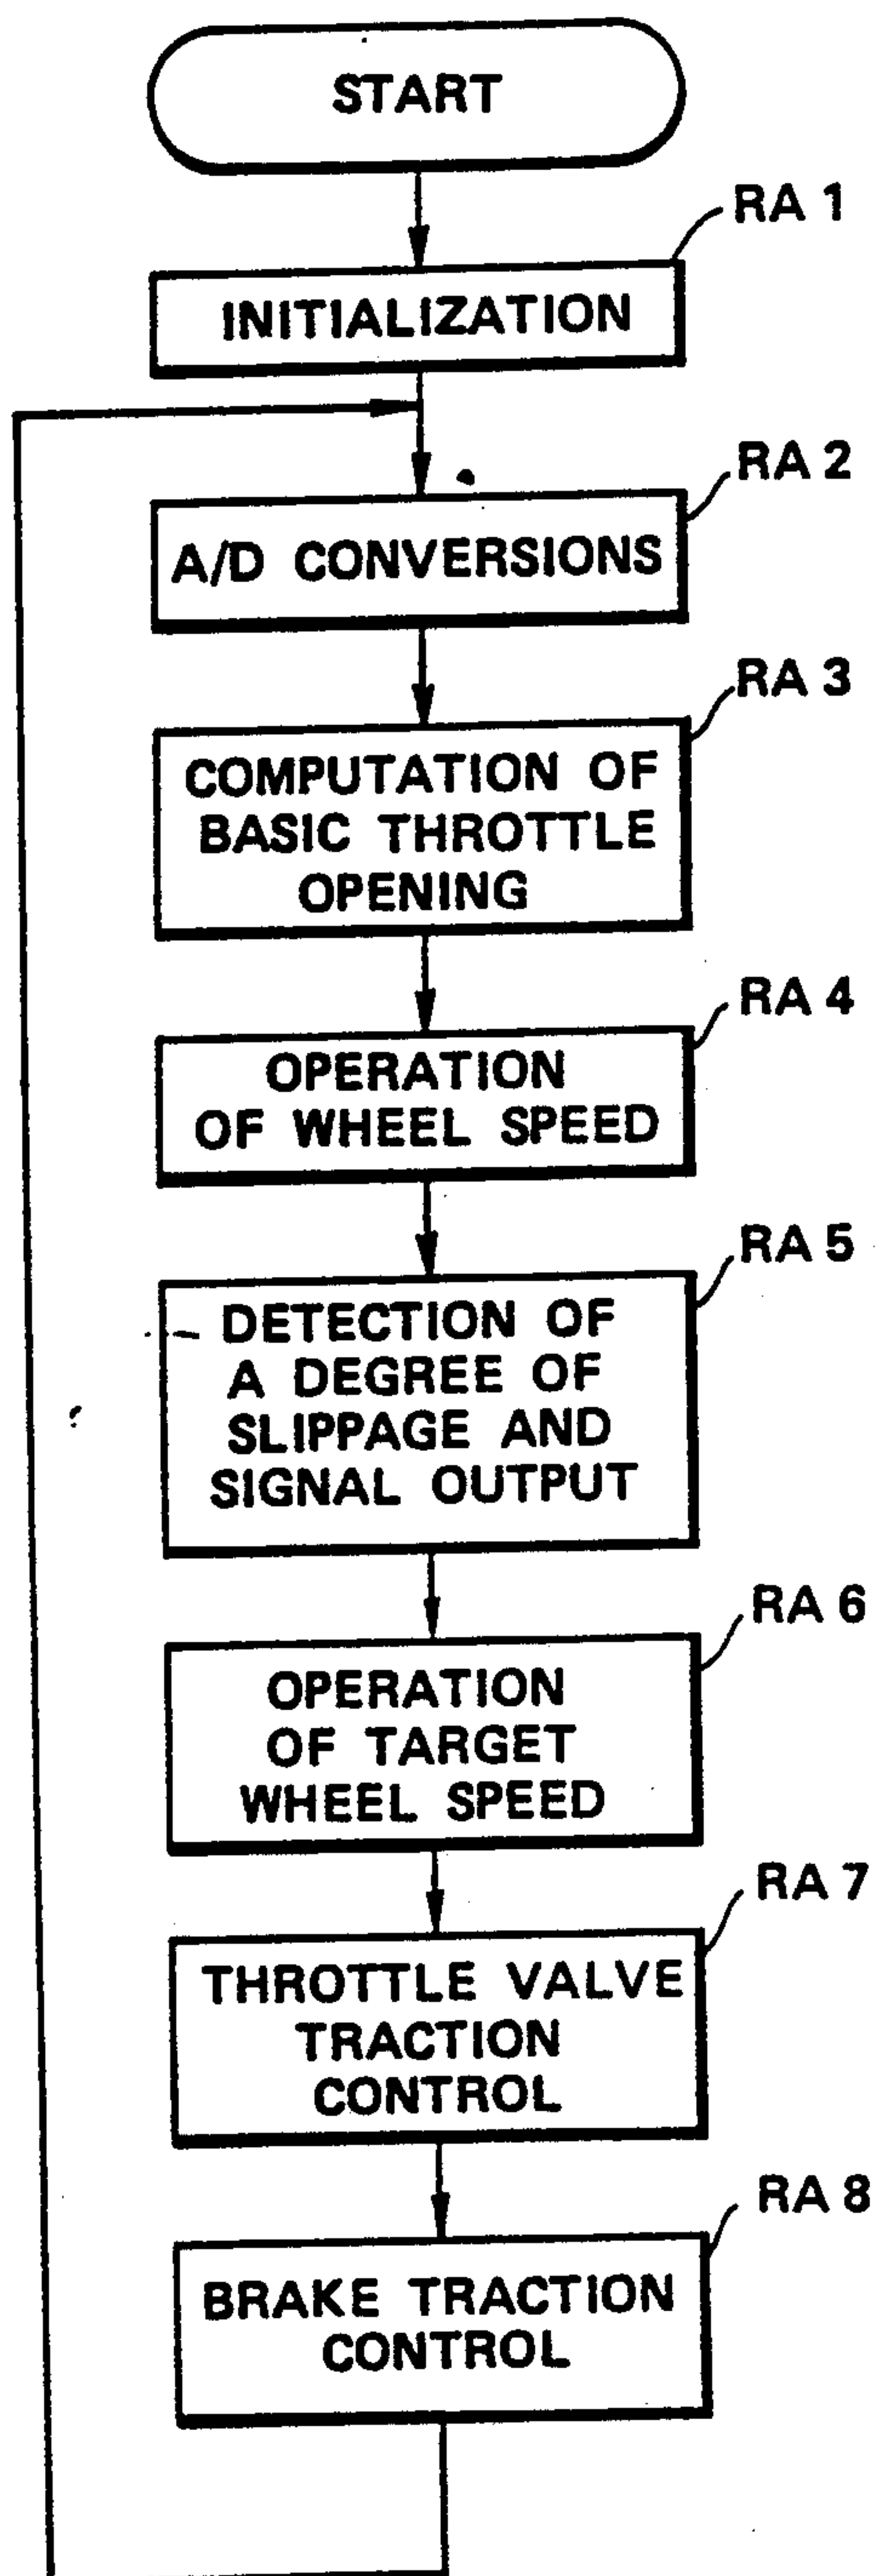 START
RA 1
INITIALIZATION
RA 2
A/D CONVERSIONS
RA 3
COMPUTATION OF
BASIC THROTTLE
OPENING
RA 4
OPERATION
OF WHEEL SPEED
RA 5
DETECTION OF
A DEGREE OF
SLIPPAGE AND
SIGNAL OUTPUT
RA 6
OPERATION
OF TARGET
WHEEL SPEED
RA 7
THROTTLE VALVE
TRACTION
CONTROL
RA 8
BRAKE TRACTION
CONTROL